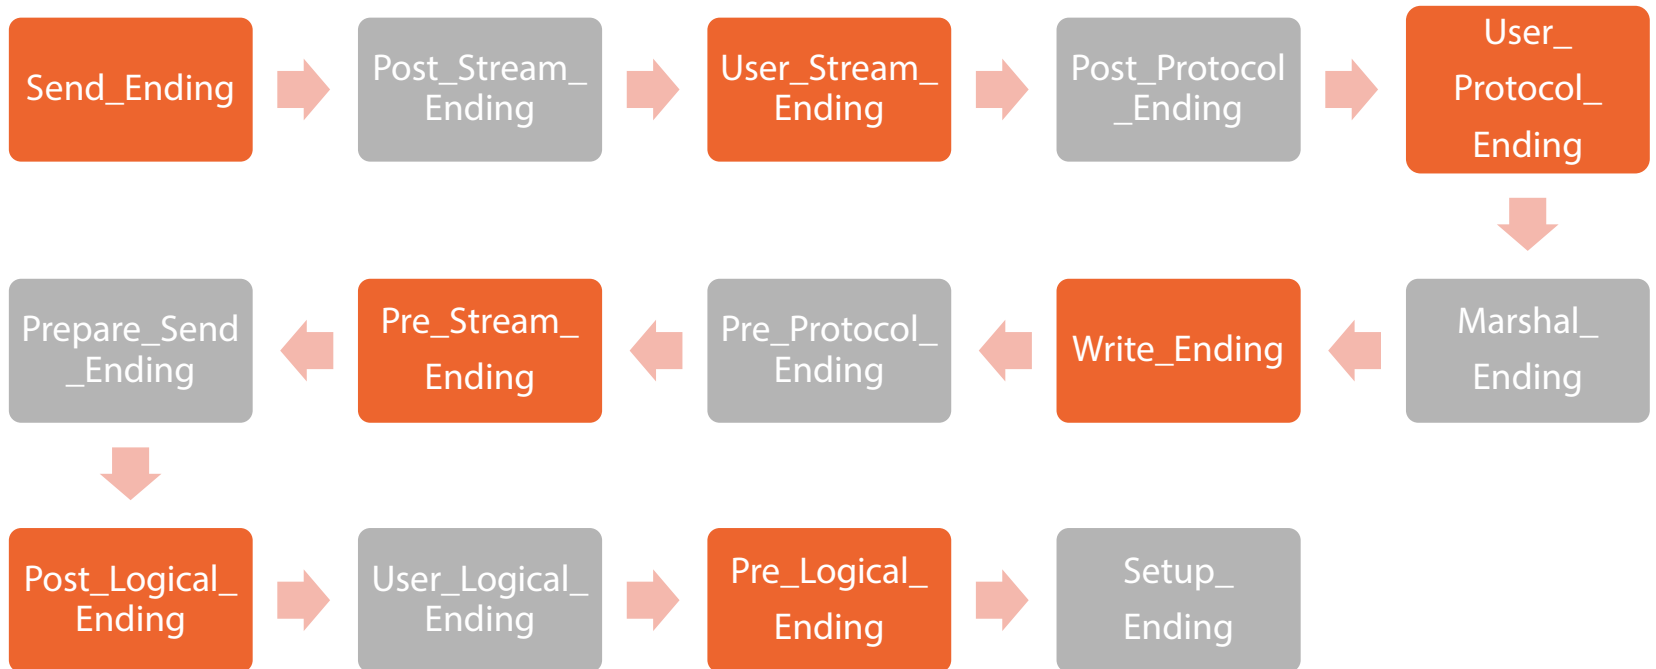 Send_Ending
Post_Stream_
Ending
User_Stream_
Ending
Post_Protocol
_Ending
User_
Protocol_
Ending
Marshal_
Ending
Write_Ending
Pre_Protocol_
Ending
Pre_Stream_
Ending
Prepare_Send
_Ending
Post_Logical_
Ending
User_Logical_
Ending
Pre_Logical_
Ending
Setup_
Ending